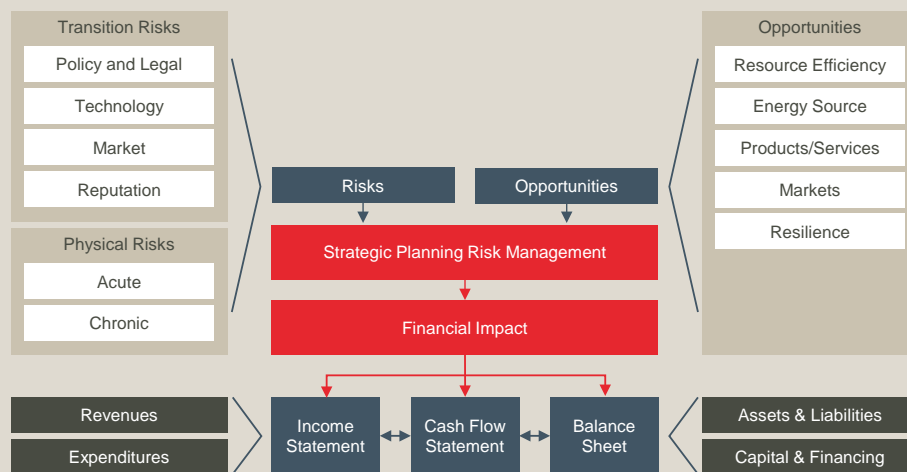 Transition Risks
Policy and Legal
Technology
Market
Reputation
Physical Risks
Acute
Chronic
Opportunities
Resource Efficiency
Energy Source
Products/Services
Markets
Resilience
Risks
Opportunities
Strategic Planning Risk Management
Financial Impact
Revenues
Expenditures
Income
Statement
Cash Flow
Statement
Balance
Sheet
Assets & Liabilities
Capital & Financing